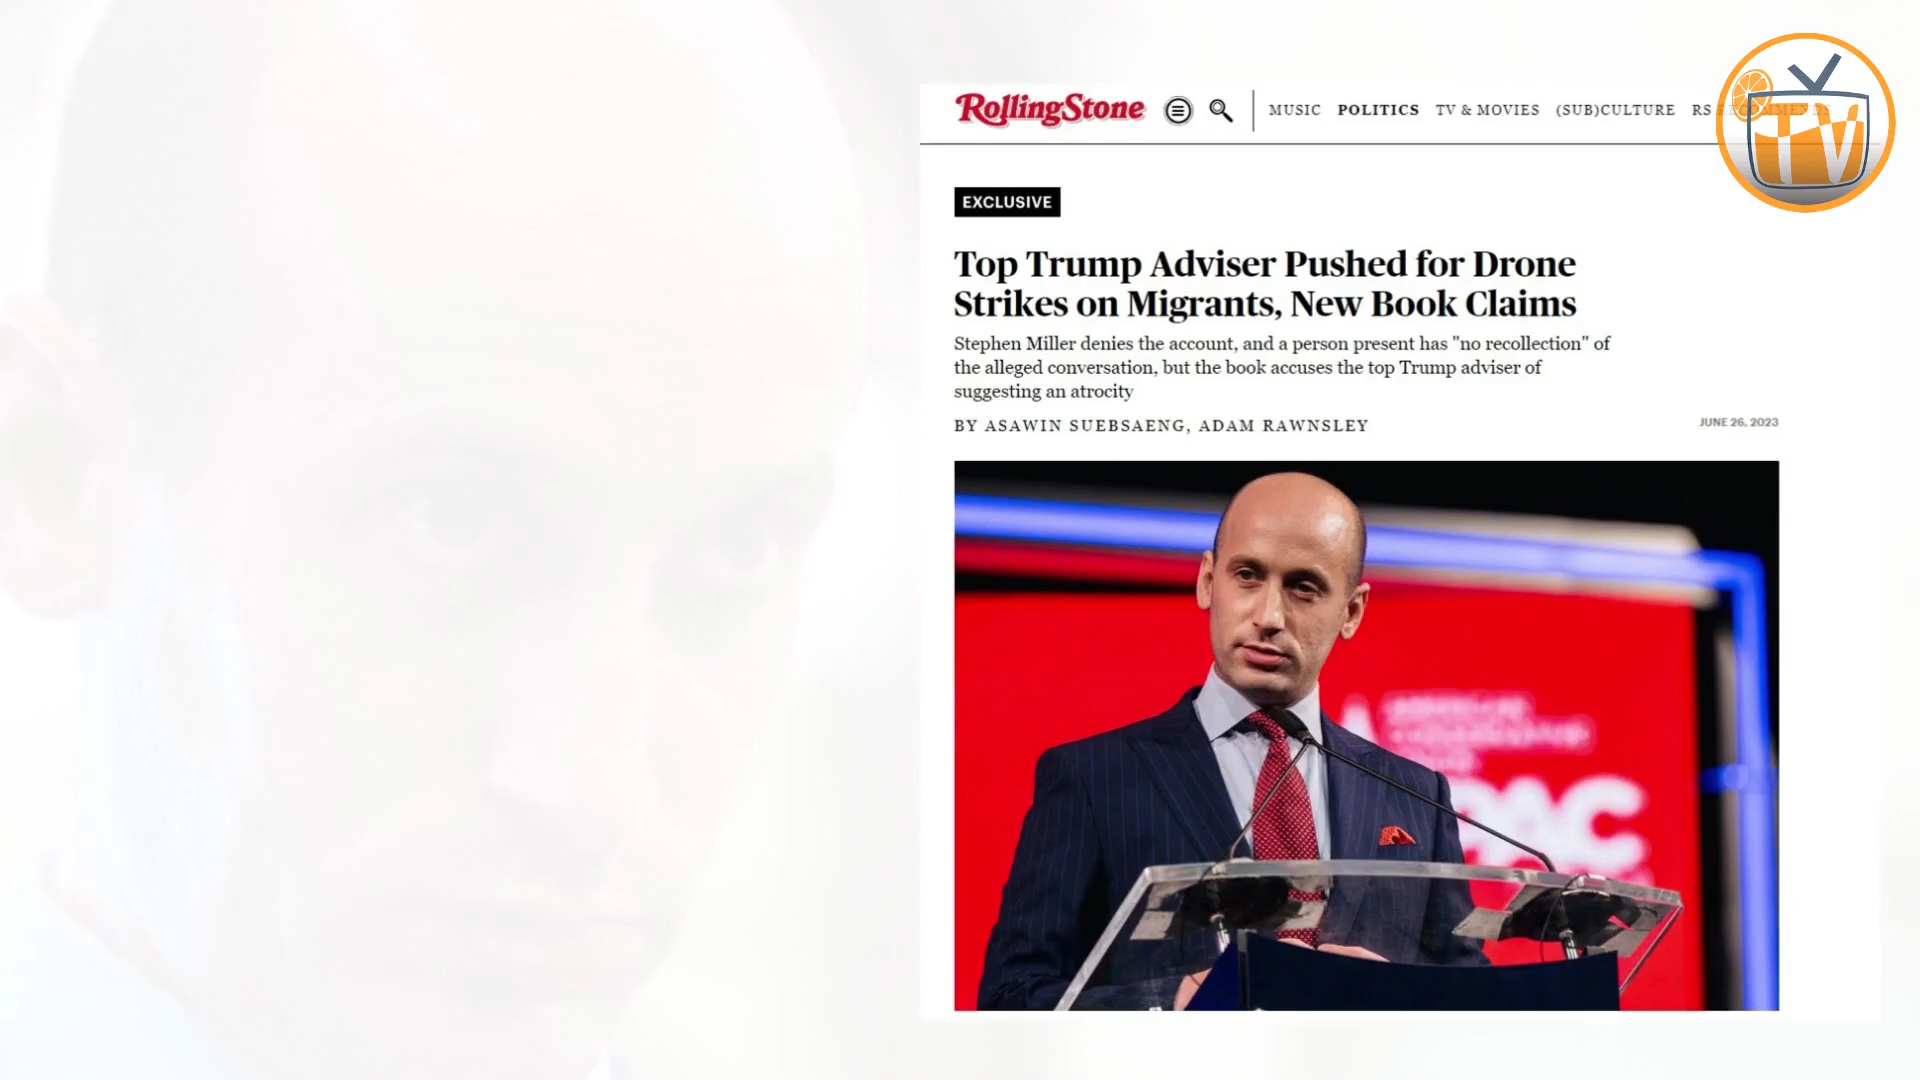 RollingStone
MUSIC POLITICS TV & MOVIES (SUB)CULTURE RS RECOMMENDS
TV
EXCLUSIVE
Top Trump Adviser Pushed for Drone
Strikes on Migrants, New Book Claims
Stephen Miller denies the account, and a person present has "no recollection" of
the alleged conversation, but the book accuses the top Trump adviser of
suggesting an atrocity
BY ASAWIN SUEBSAENG, ADAM RAWNSLEY
JUNE 26, 2023